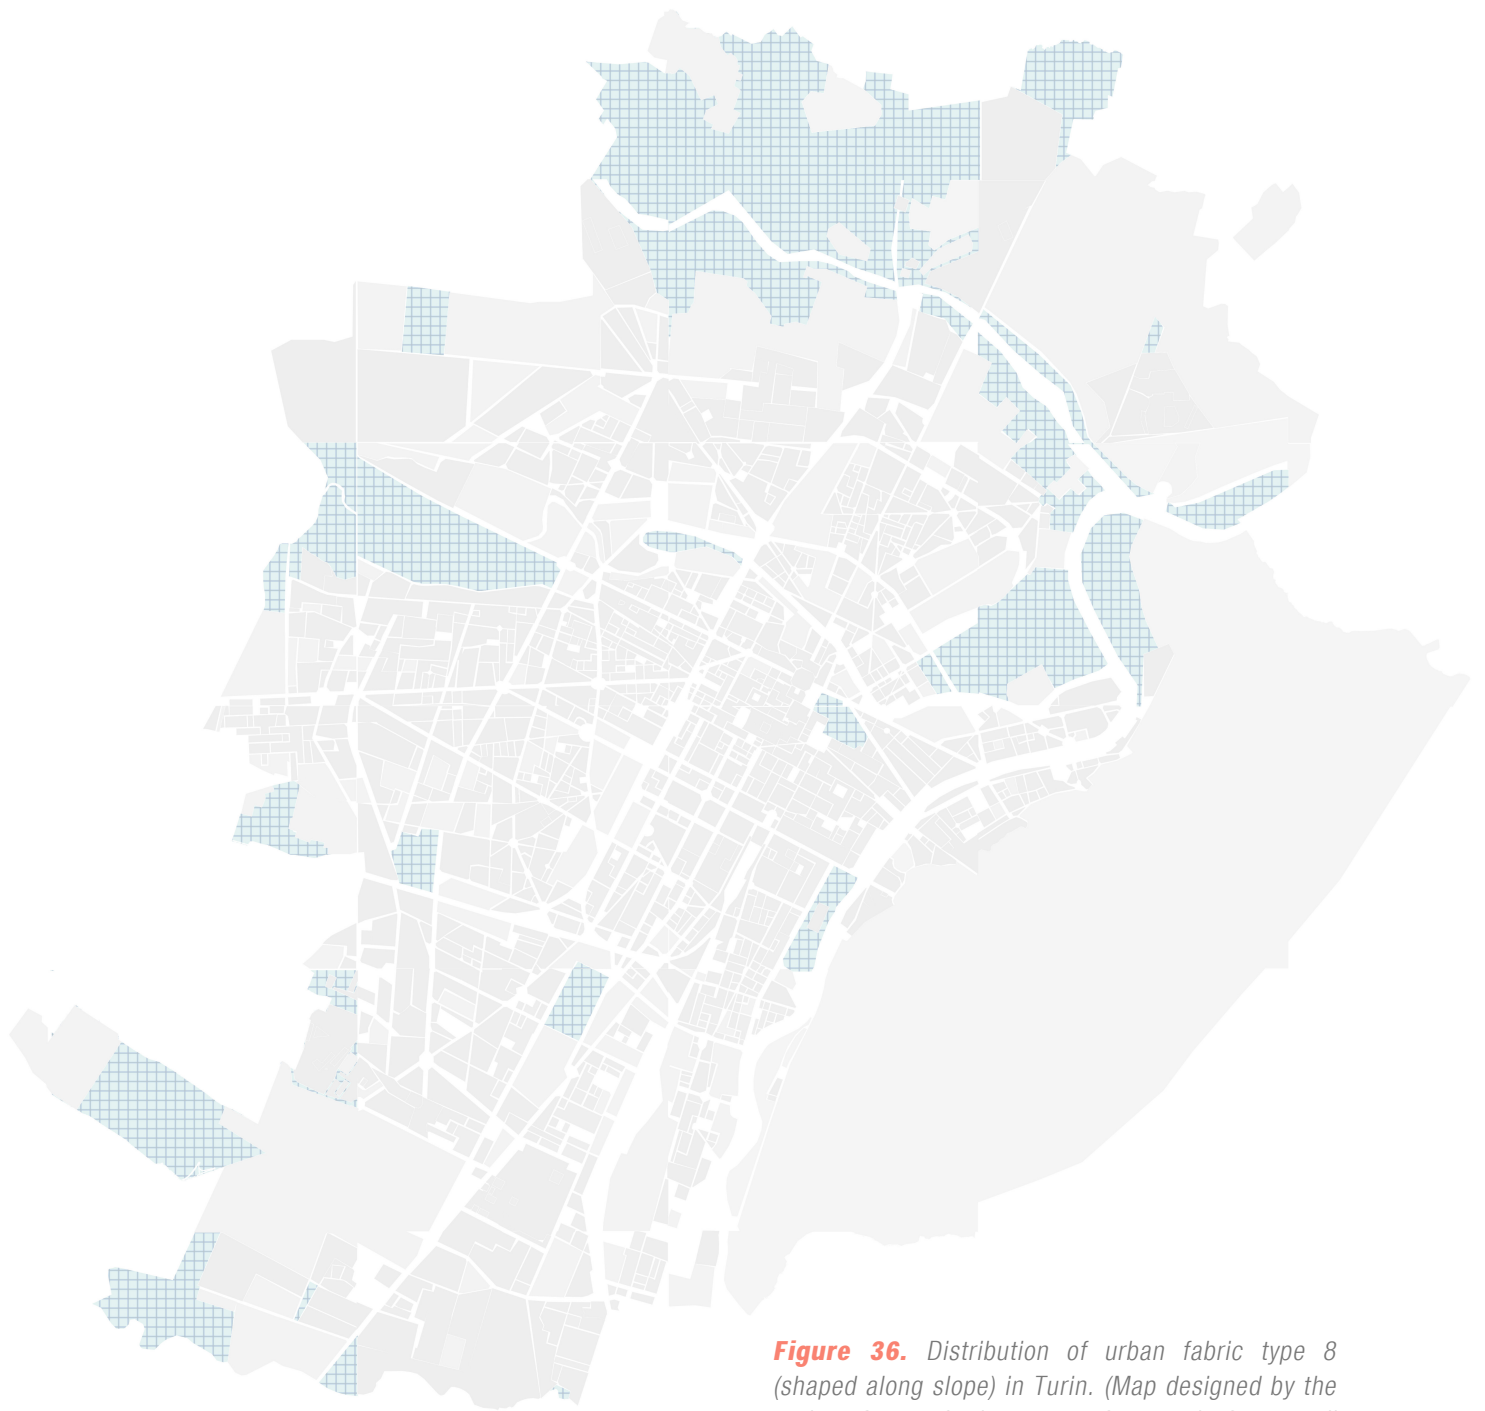 Figure 36. Distribution of urban fabric type 8
(shaped along slope) in Turin. (Map designed by the